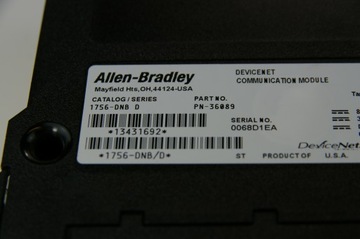 Allen-Bradley
Mayfield Hts,OH,44124-USA
DEVICENET
COMMUNICATION MODULE
CATALOG / SERIES
PART NO.
1756-DNB D
PN-36089
SERIAL NO.
*13431692*
0068D1EA
*1756-DNB/D*
ST
PRODUCT OF U.S.A.
DeviceNet